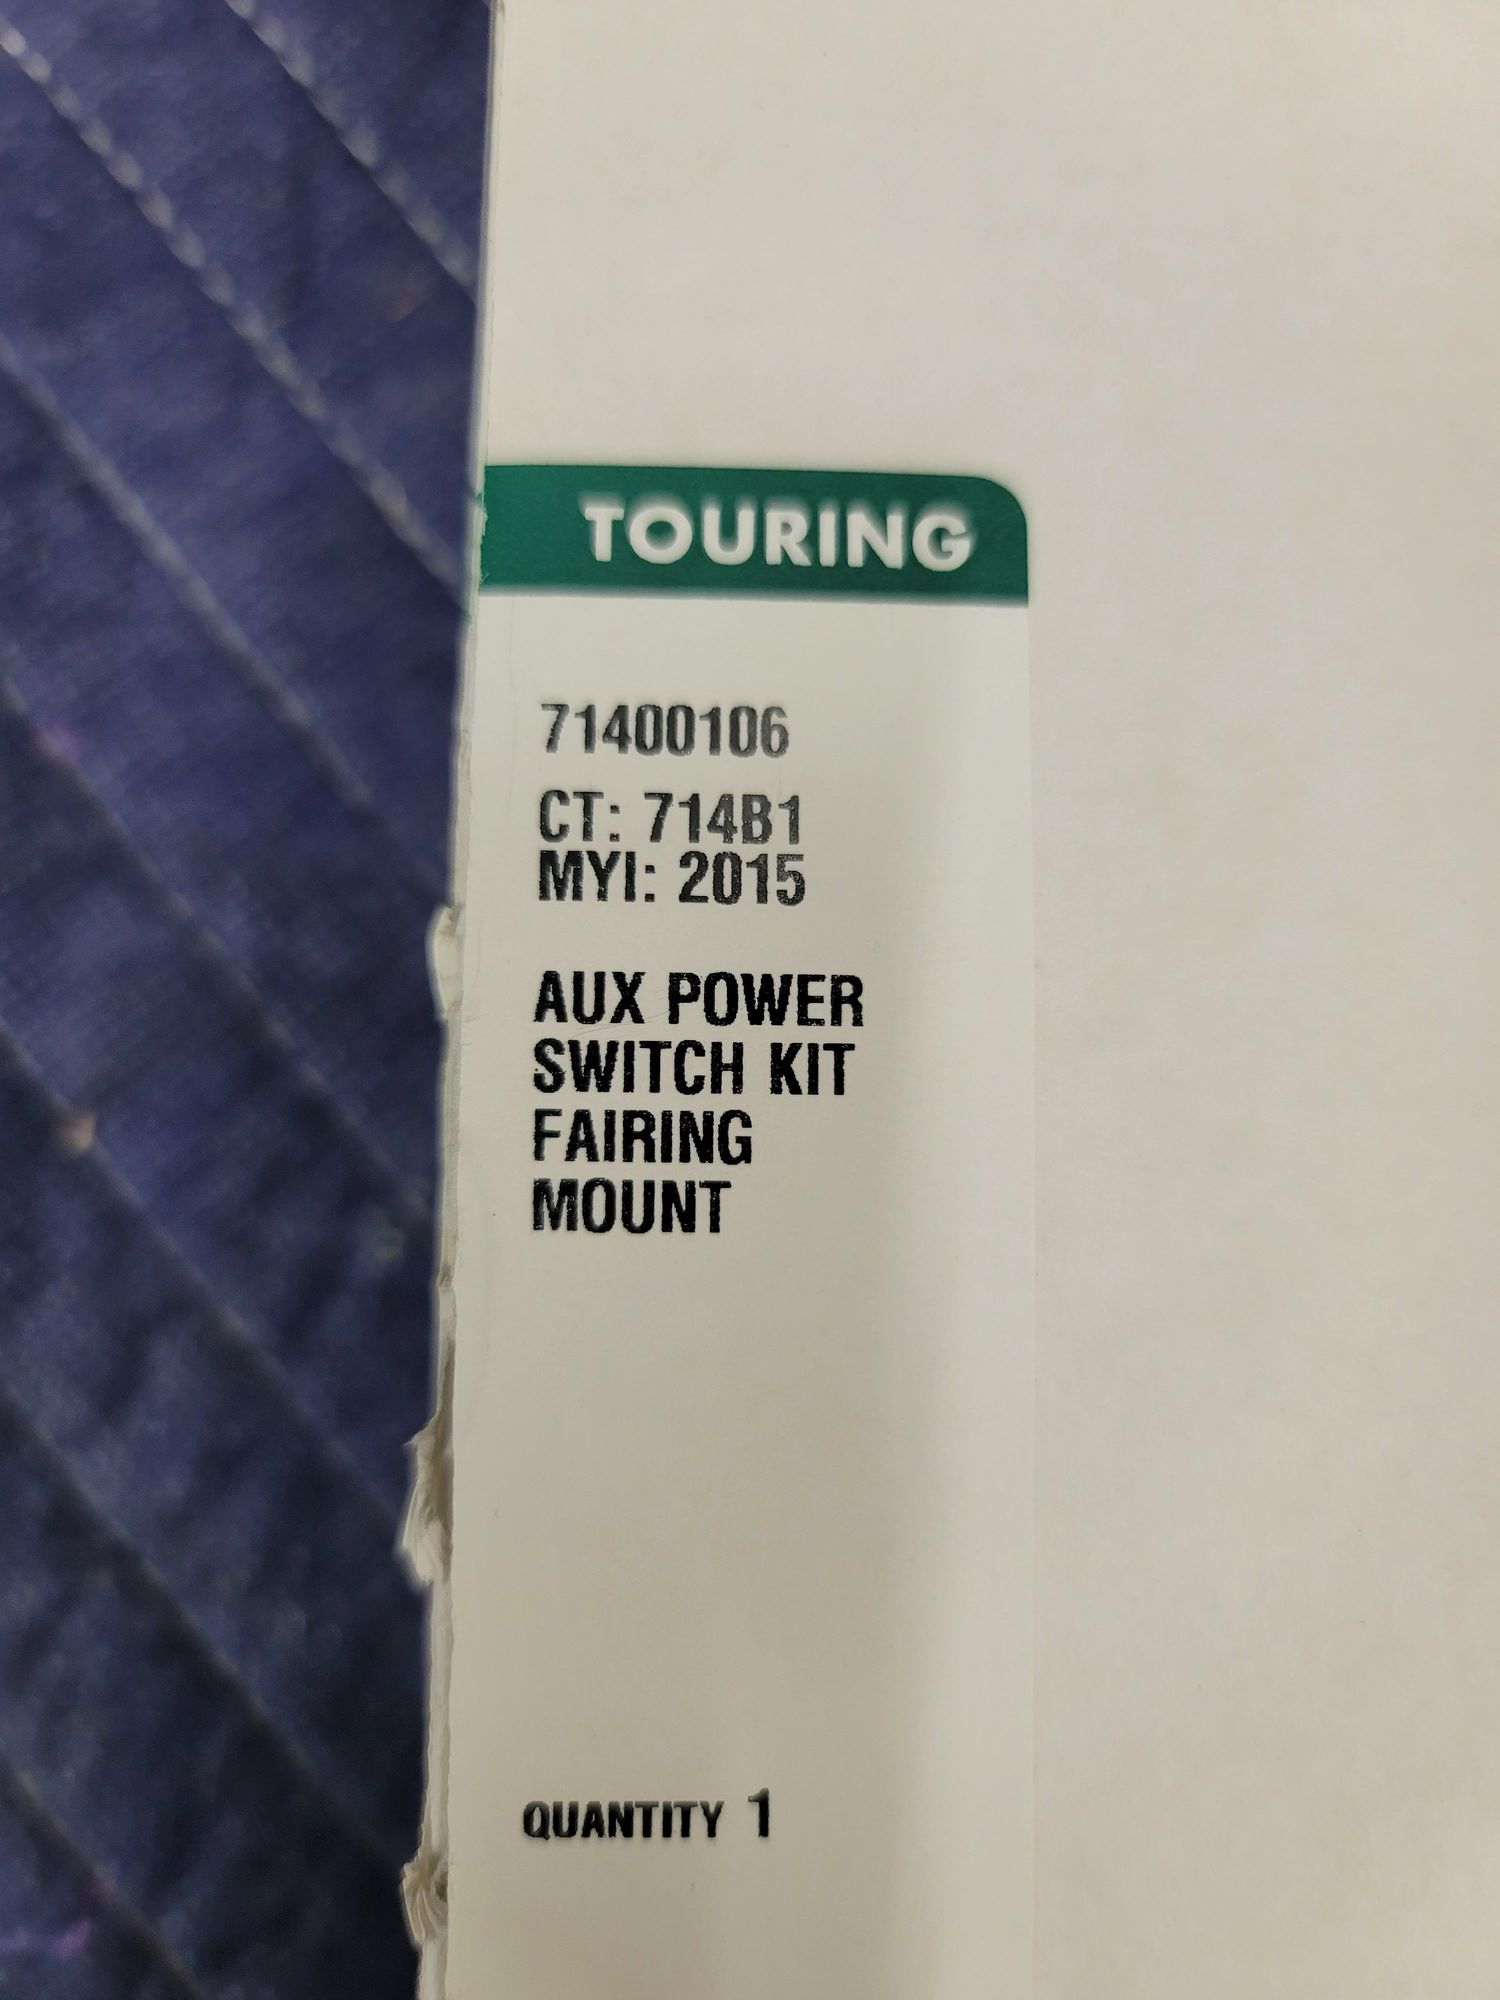 TOURING
71400106
CT: 714B1
MYI: 2015
AUX POWER
SWITCH KIT
FAIRING
MOUNT
QUANTITY 1